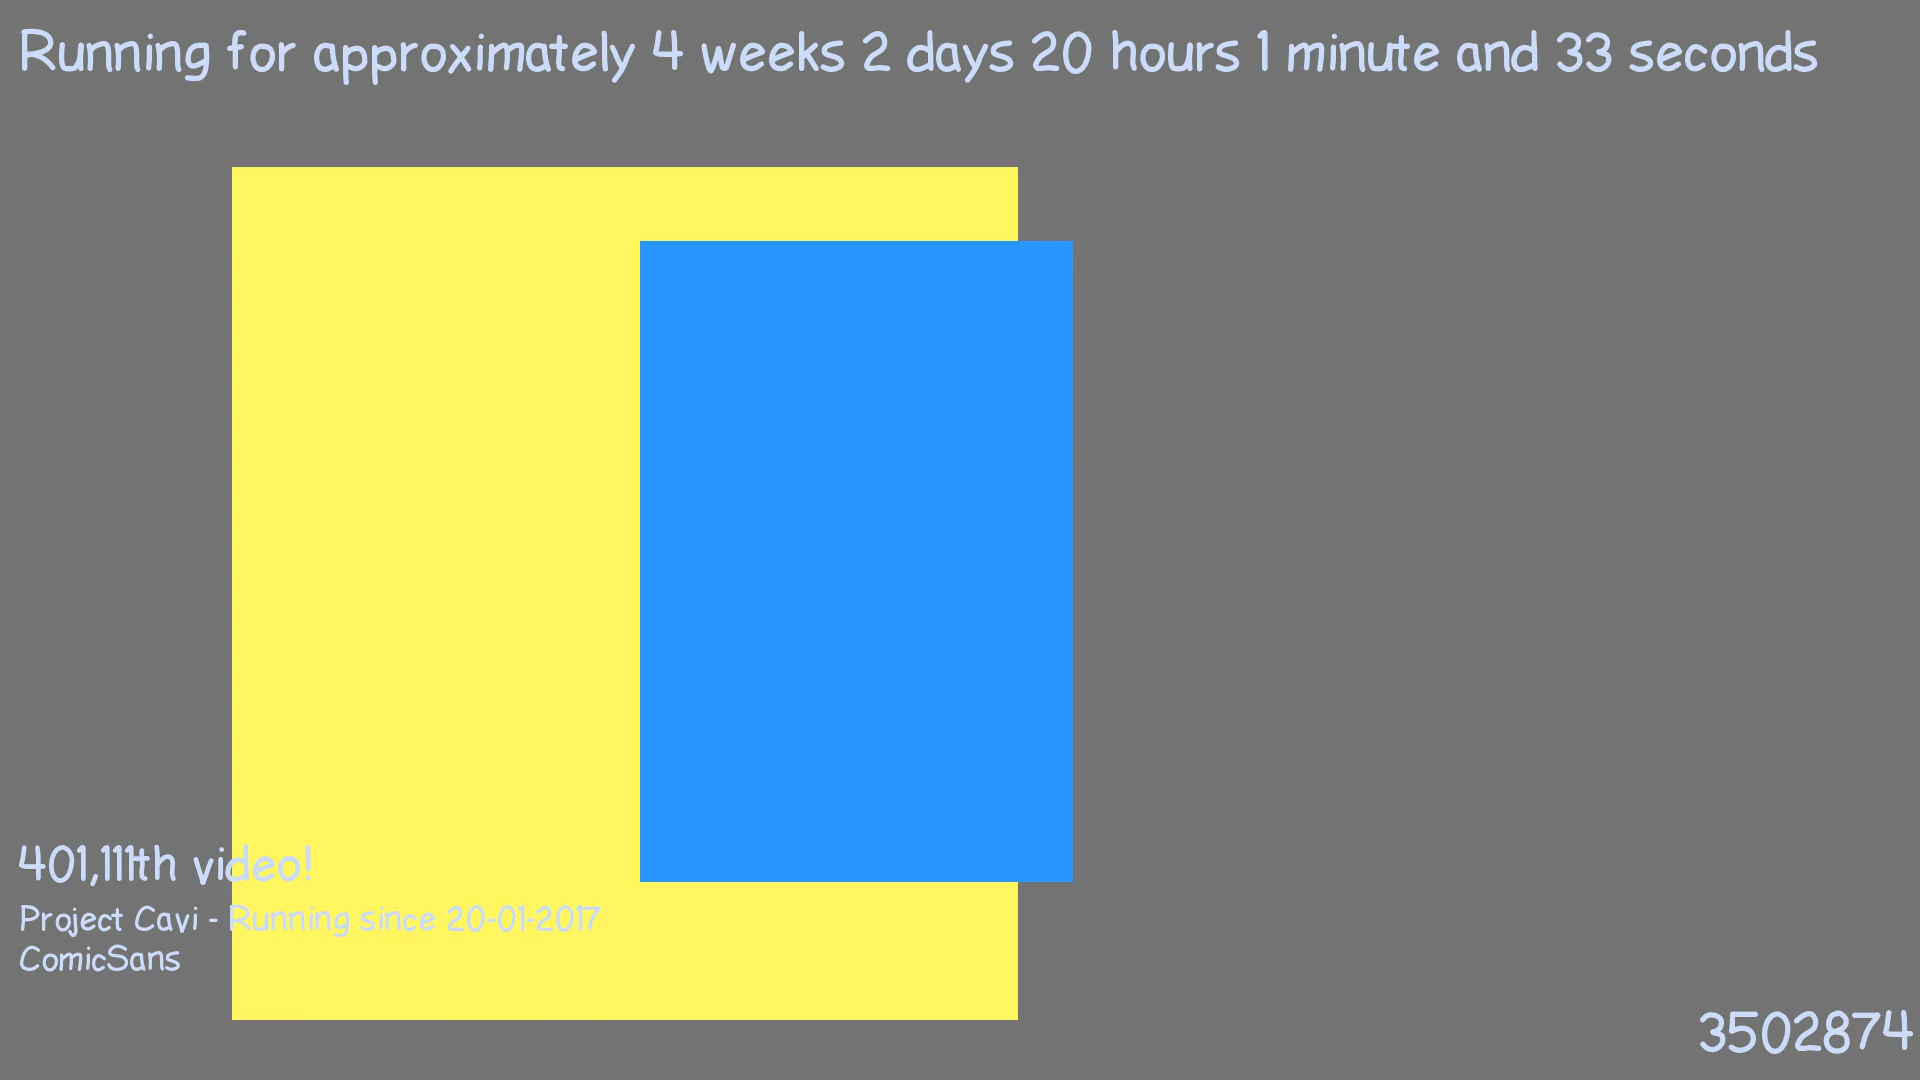 Running for approximately 4 weeks 2 days 20 hours 1 minute and 33 seconds
401,111th video!
Project Cavi - Running since 20-01-2017
ComicSans
3502874